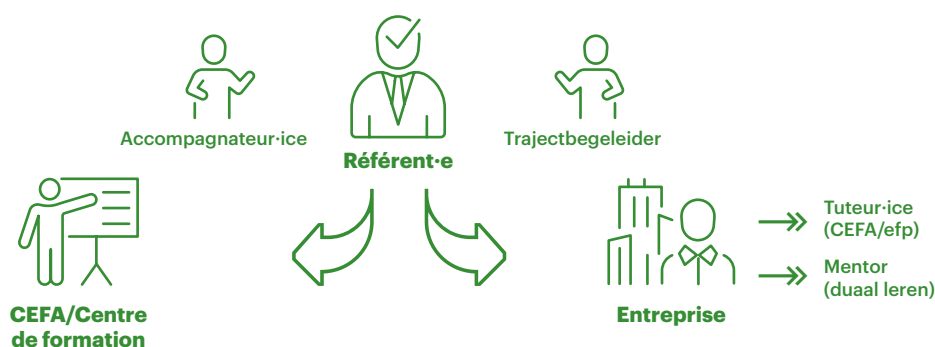 Accompagnateur·ice
Trajectbegeleider
Référent·e
Tuteur·ice
(CEFA/efp)
Mentor
(duaal leren)
CEFA/Centre
de formation
Entreprise